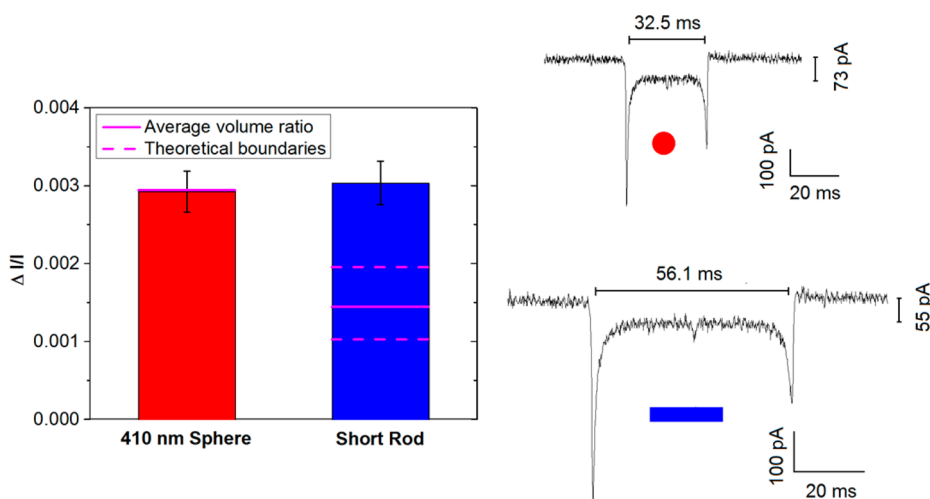 0.004
0.003
0.002
0.001
0.000
Δ I/I
Average volume ratio
Theoretical boundaries
410 nm Sphere
Short Rod
32.5 ms
73 pA
100 pA
20 ms
56.1 ms
55 pA
100 pA
20 ms